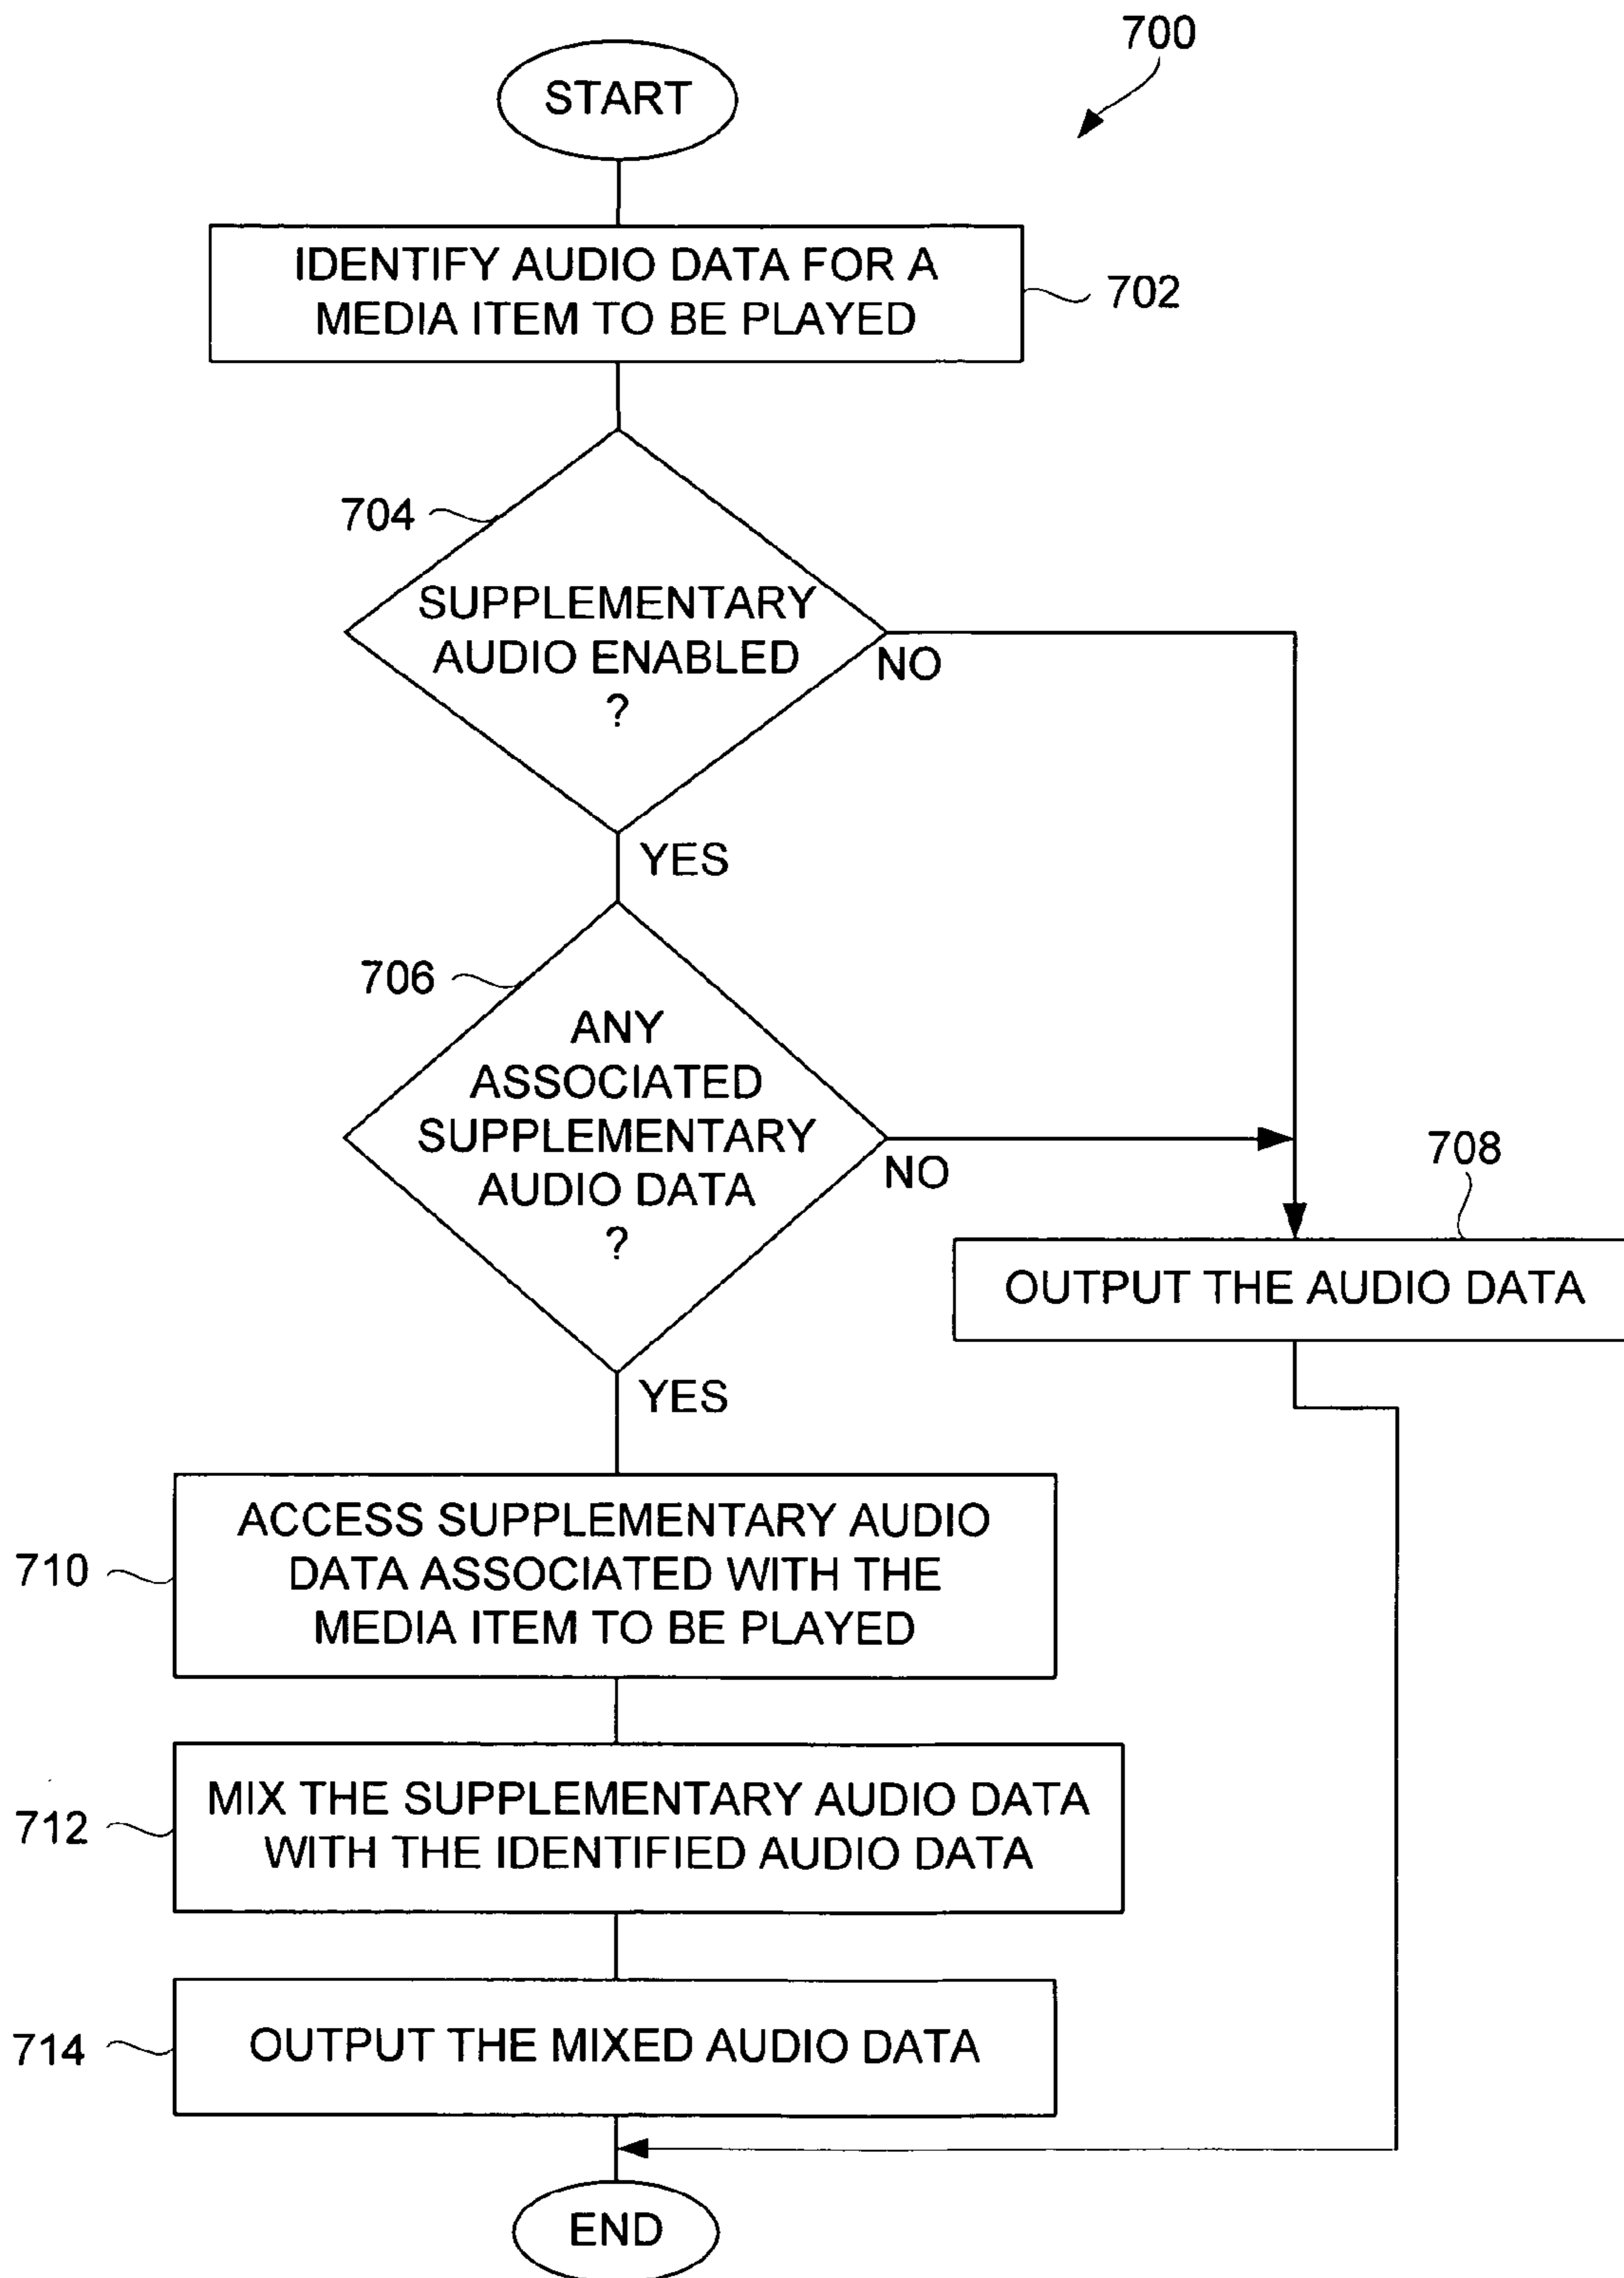 700
START
IDENTIFY AUDIO DATA FOR A
MEDIA ITEM TO BE PLAYED
702
704
SUPPLEMENTARY
AUDIO ENABLED
?
NO
YES
706
ANY
ASSOCIATED
SUPPLEMENTARY
AUDIO DATA
?
NO
708
OUTPUT THE AUDIO DATA
YES
710
ACCESS SUPPLEMENTARY AUDIO
DATA ASSOCIATED WITH THE
MEDIA ITEM TO BE PLAYED
712
MIX THE SUPPLEMENTARY AUDIO DATA
WITH THE IDENTIFIED AUDIO DATA
714
OUTPUT THE MIXED AUDIO DATA
END